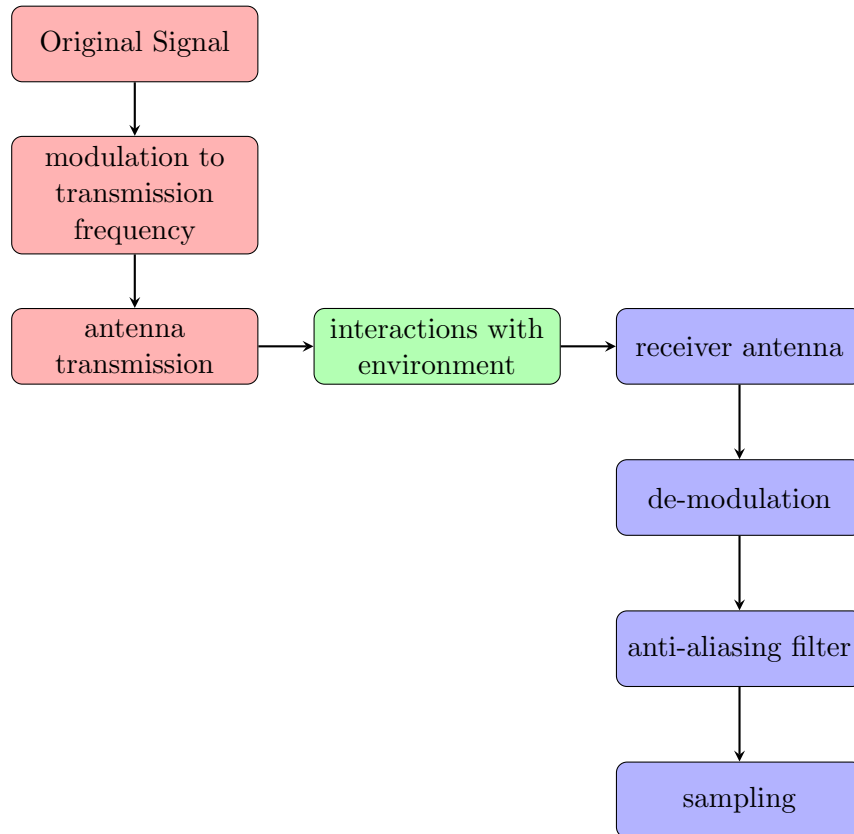 Original Signal
modulation to
transmission
frequency
antenna
transmission
interactions with
environment
receiver antenna
de-modulation
anti-aliasing filter
sampling